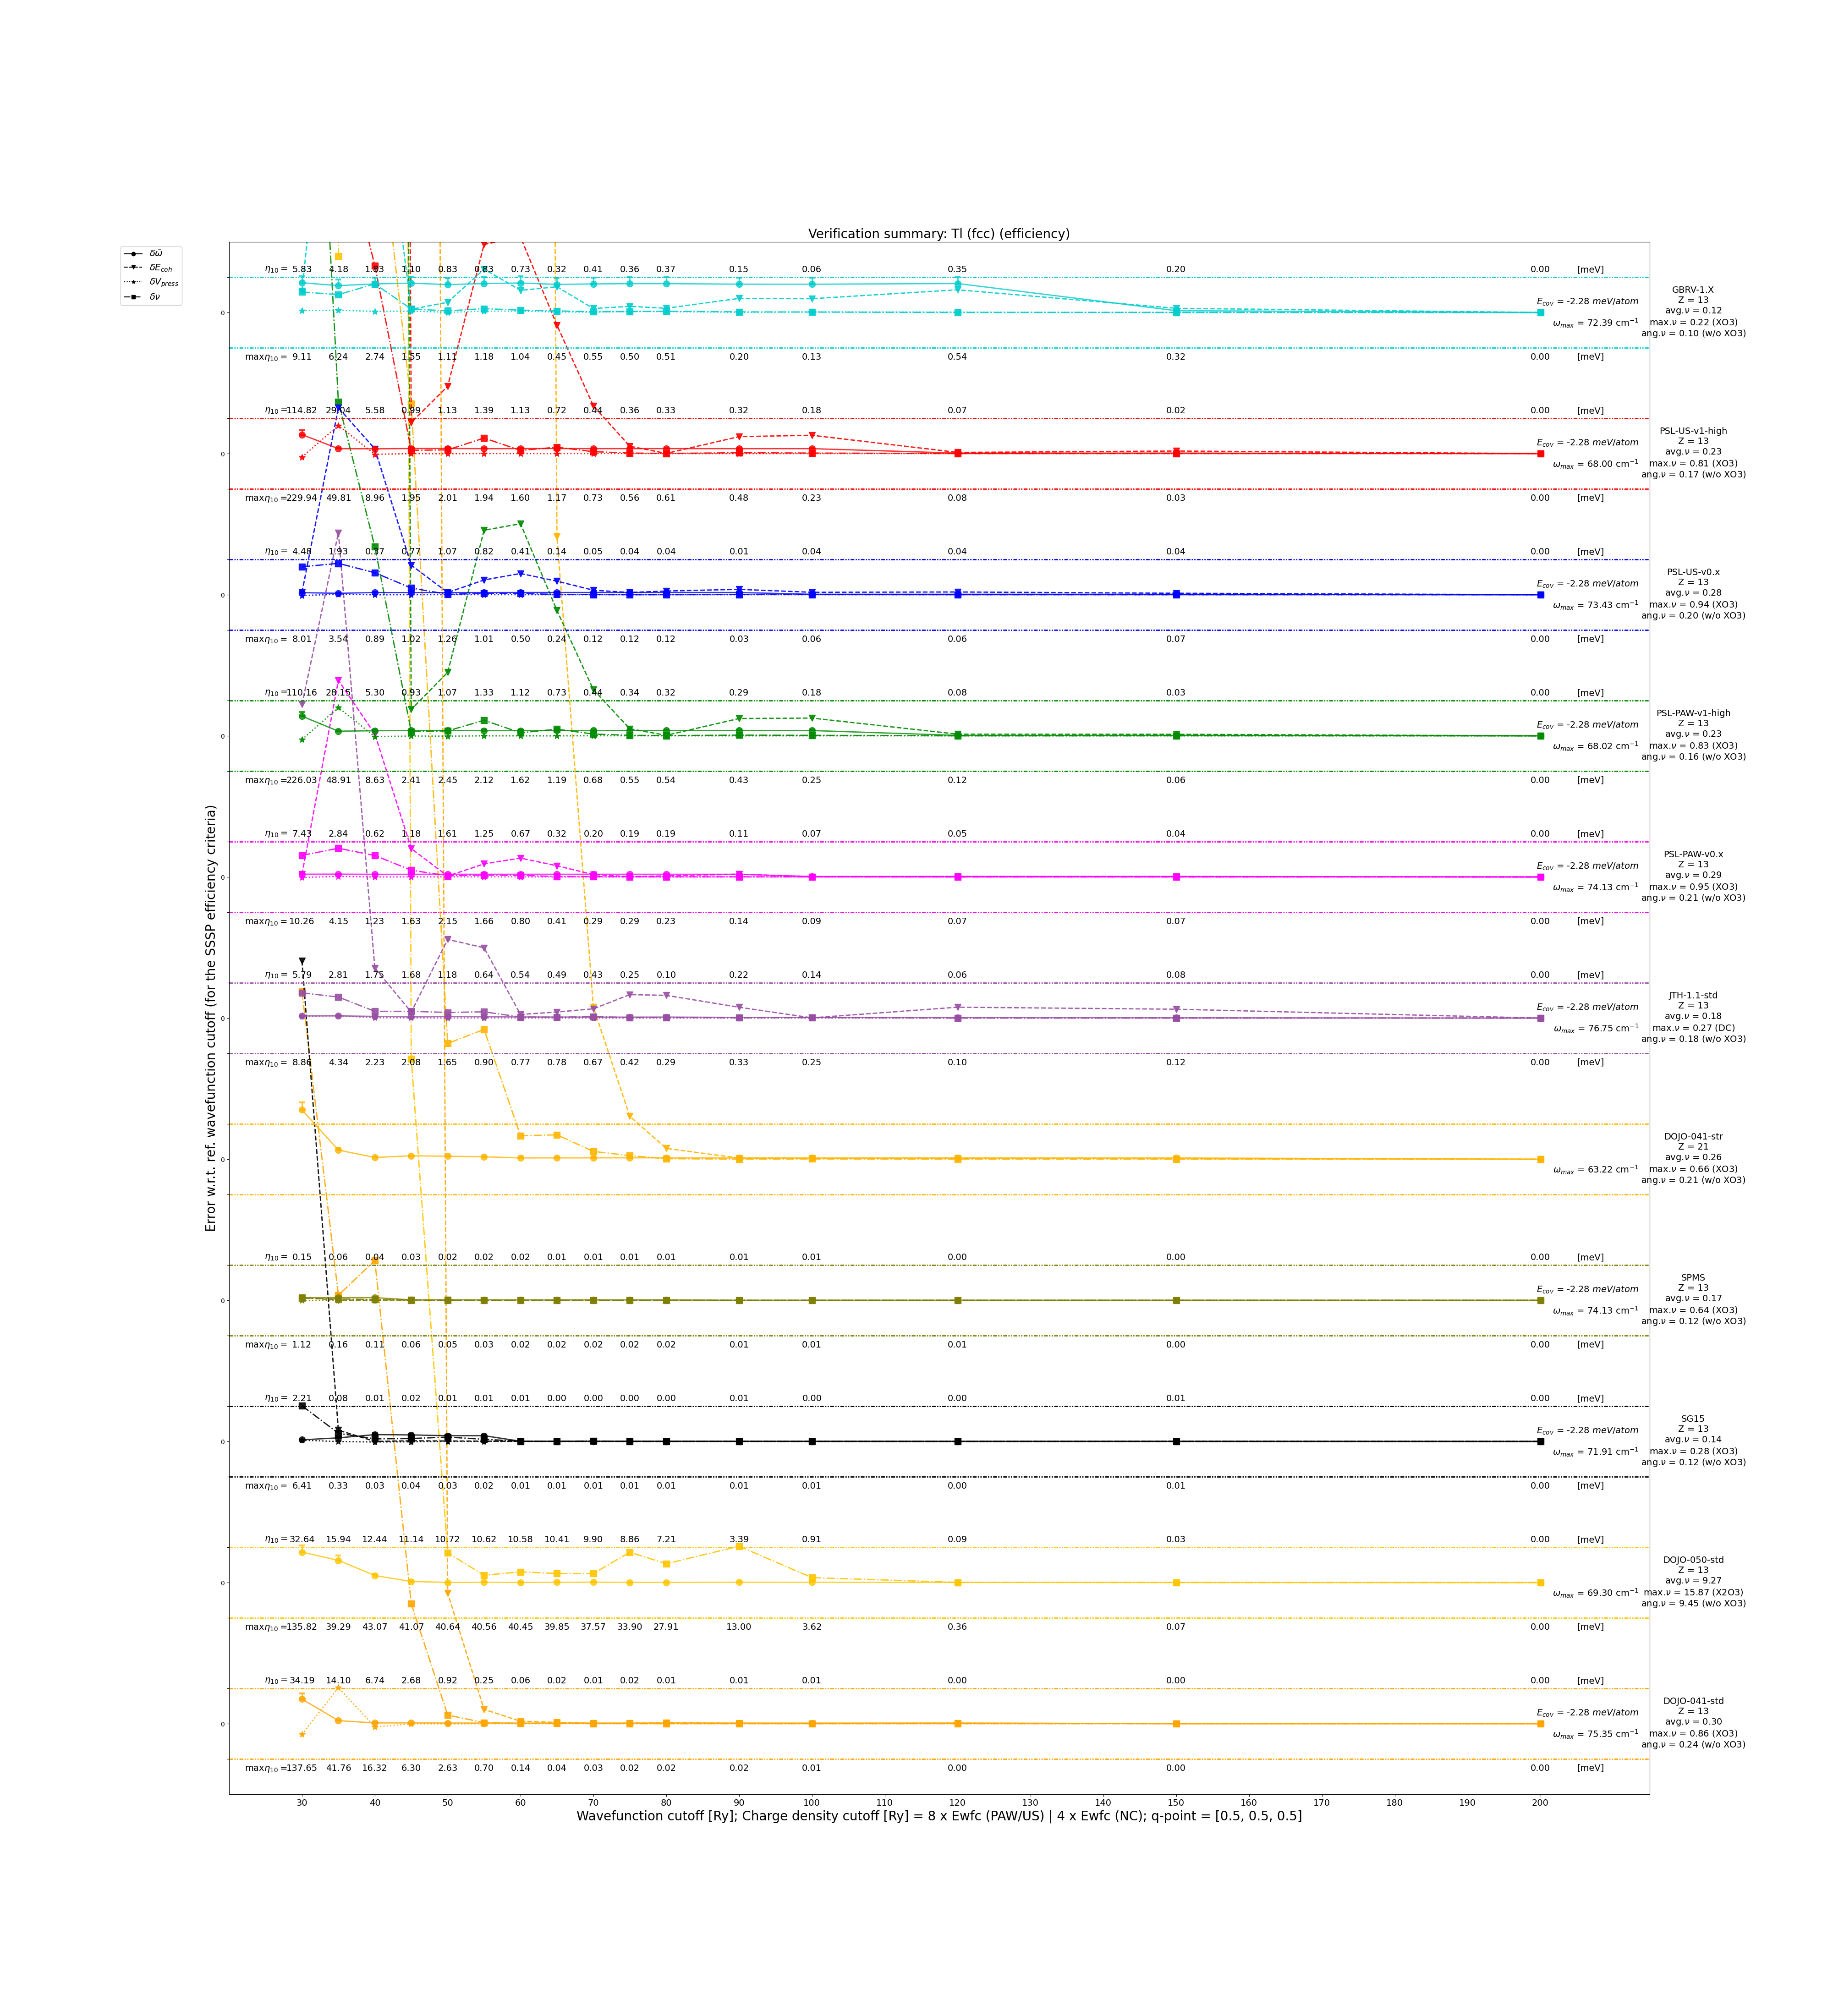 Verification summary: Tl (fcc) (efficiency)
δω̄
δE_coh
δV_press
δν
Error w.r.t. ref. wavefunction cutoff (for the SSSP efficiency criteria)
η₁₀ = 5.83 4.18 1.83 1.10 0.83 0.83 0.73 0.32 0.41 0.36 0.37 0.15 0.06 0.35 0.20 0.00 [meV]
0
E_cov = -2.28 meV/atom
ω_max = 72.39 cm⁻¹
GBRV-1.X
Z = 13
avg.ν = 0.12
max.ν = 0.22 (XO3)
ang.ν = 0.10 (w/o XO3)
maxη₁₀ = 9.11 6.24 2.74 1.55 1.11 1.18 1.04 0.45 0.55 0.50 0.51 0.20 0.13 0.54 0.32 0.00 [meV]
η₁₀ = 114.82 29.04 5.58 0.99 1.13 1.39 1.13 0.72 0.44 0.36 0.33 0.32 0.18 0.07 0.02 0.00 [meV]
0
E_cov = -2.28 meV/atom
ω_max = 68.00 cm⁻¹
PSL-US-v1-high
Z = 13
avg.ν = 0.23
max.ν = 0.81 (XO3)
ang.ν = 0.17 (w/o XO3)
maxη₁₀ = 229.94 49.81 8.96 1.95 2.01 1.94 1.60 1.17 0.73 0.56 0.61 0.48 0.23 0.08 0.03 0.00 [meV]
η₁₀ = 4.48 1.93 0.37 0.77 1.07 0.82 0.41 0.14 0.05 0.04 0.04 0.01 0.04 0.04 0.04 0.00 [meV]
0
E_cov = -2.28 meV/atom
ω_max = 73.43 cm⁻¹
PSL-US-v0.x
Z = 13
avg.ν = 0.28
max.ν = 0.94 (XO3)
ang.ν = 0.20 (w/o XO3)
maxη₁₀ = 8.01 3.54 0.89 1.02 1.26 1.01 0.50 0.24 0.12 0.12 0.12 0.03 0.06 0.06 0.07 0.00 [meV]
η₁₀ = 110.16 28.15 5.30 0.93 1.07 1.33 1.12 0.73 0.44 0.34 0.32 0.29 0.18 0.08 0.03 0.00 [meV]
0
E_cov = -2.28 meV/atom
ω_max = 68.02 cm⁻¹
PSL-PAW-v1-high
Z = 13
avg.ν = 0.23
max.ν = 0.83 (XO3)
ang.ν = 0.16 (w/o XO3)
maxη₁₀ = 226.03 48.91 8.63 2.41 2.45 2.12 1.62 1.19 0.68 0.55 0.54 0.43 0.25 0.12 0.06 0.00 [meV]
η₁₀ = 7.43 2.84 0.62 1.18 1.61 1.25 0.67 0.32 0.20 0.19 0.19 0.11 0.07 0.05 0.04 0.00 [meV]
0
E_cov = -2.28 meV/atom
ω_max = 74.13 cm⁻¹
PSL-PAW-v0.x
Z = 13
avg.ν = 0.29
max.ν = 0.95 (XO3)
ang.ν = 0.21 (w/o XO3)
maxη₁₀ = 10.26 4.15 1.23 1.63 2.15 1.66 0.80 0.41 0.29 0.29 0.23 0.14 0.09 0.07 0.07 0.00 [meV]
η₁₀ = 5.79 2.81 1.75 1.68 1.18 0.64 0.54 0.49 0.43 0.25 0.10 0.22 0.14 0.06 0.08 0.00 [meV]
0
E_cov = -2.28 meV/atom
ω_max = 76.75 cm⁻¹
JTH-1.1-std
Z = 13
avg.ν = 0.18
max.ν = 0.27 (DC)
ang.ν = 0.18 (w/o XO3)
maxη₁₀ = 8.86 4.34 2.23 2.08 1.65 0.90 0.77 0.78 0.67 0.42 0.29 0.33 0.25 0.10 0.12 0.00 [meV]
0
ω_max = 63.22 cm⁻¹
DOJO-041-str
Z = 21
avg.ν = 0.26
max.ν = 0.66 (XO3)
ang.ν = 0.21 (w/o XO3)
η₁₀ = 0.15 0.06 0.04 0.03 0.02 0.02 0.02 0.01 0.01 0.01 0.01 0.01 0.01 0.00 0.00 0.00 [meV]
0
E_cov = -2.28 meV/atom
ω_max = 74.13 cm⁻¹
SPMS
Z = 13
avg.ν = 0.17
max.ν = 0.64 (XO3)
ang.ν = 0.12 (w/o XO3)
maxη₁₀ = 1.12 0.16 0.11 0.06 0.05 0.03 0.02 0.02 0.02 0.02 0.02 0.01 0.01 0.01 0.00 0.00 [meV]
η₁₀ = 2.21 0.08 0.01 0.02 0.01 0.01 0.01 0.00 0.00 0.00 0.00 0.01 0.00 0.00 0.01 0.00 [meV]
0
E_cov = -2.28 meV/atom
ω_max = 71.91 cm⁻¹
SG15
Z = 13
avg.ν = 0.14
max.ν = 0.28 (XO3)
ang.ν = 0.12 (w/o XO3)
maxη₁₀ = 6.41 0.33 0.03 0.04 0.03 0.02 0.01 0.01 0.01 0.01 0.01 0.01 0.01 0.00 0.01 0.00 [meV]
η₁₀ = 32.64 15.94 12.44 11.14 10.72 10.62 10.58 10.41 9.90 8.86 7.21 3.39 0.91 0.09 0.03 0.00 [meV]
0
ω_max = 69.30 cm⁻¹
DOJO-050-std
Z = 13
avg.ν = 9.27
max.ν = 15.87 (X2O3)
ang.ν = 9.45 (w/o XO3)
maxη₁₀ = 135.82 39.29 43.07 41.07 40.64 40.56 40.45 39.85 37.57 33.90 27.91 13.00 3.62 0.36 0.07 0.00 [meV]
η₁₀ = 34.19 14.10 6.74 2.68 0.92 0.25 0.06 0.02 0.01 0.02 0.01 0.01 0.01 0.00 0.00 0.00 [meV]
0
E_cov = -2.28 meV/atom
ω_max = 75.35 cm⁻¹
DOJO-041-std
Z = 13
avg.ν = 0.30
max.ν = 0.86 (XO3)
ang.ν = 0.24 (w/o XO3)
maxη₁₀ = 137.65 41.76 16.32 6.30 2.63 0.70 0.14 0.04 0.03 0.02 0.02 0.02 0.01 0.00 0.00 0.00 [meV]
30 40 50 60 70 80 90 100 110 120 130 140 150 160 170 180 190 200
Wavefunction cutoff [Ry]; Charge density cutoff [Ry] = 8 x Ewfc (PAW/US) | 4 x Ewfc (NC); q-point = [0.5, 0.5, 0.5]